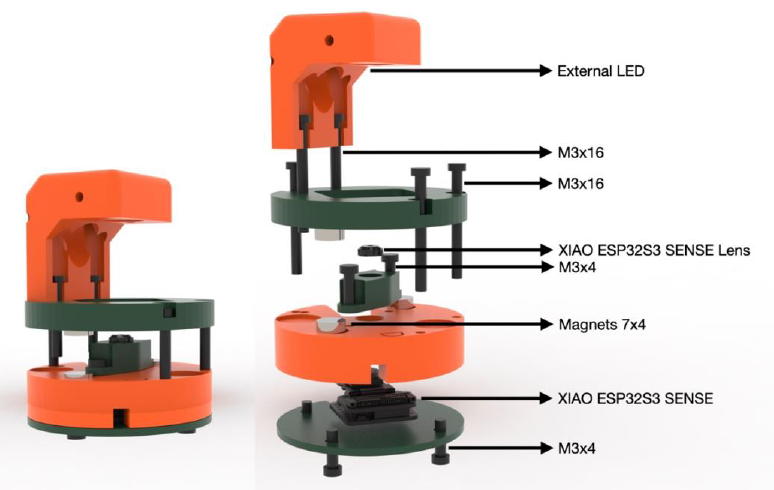 External LED
M3x16
M3x16
XIAO ESP32S3 SENSE Lens
M3x4
Magnets 7x4
XIAO ESP32S3 SENSE
M3x4